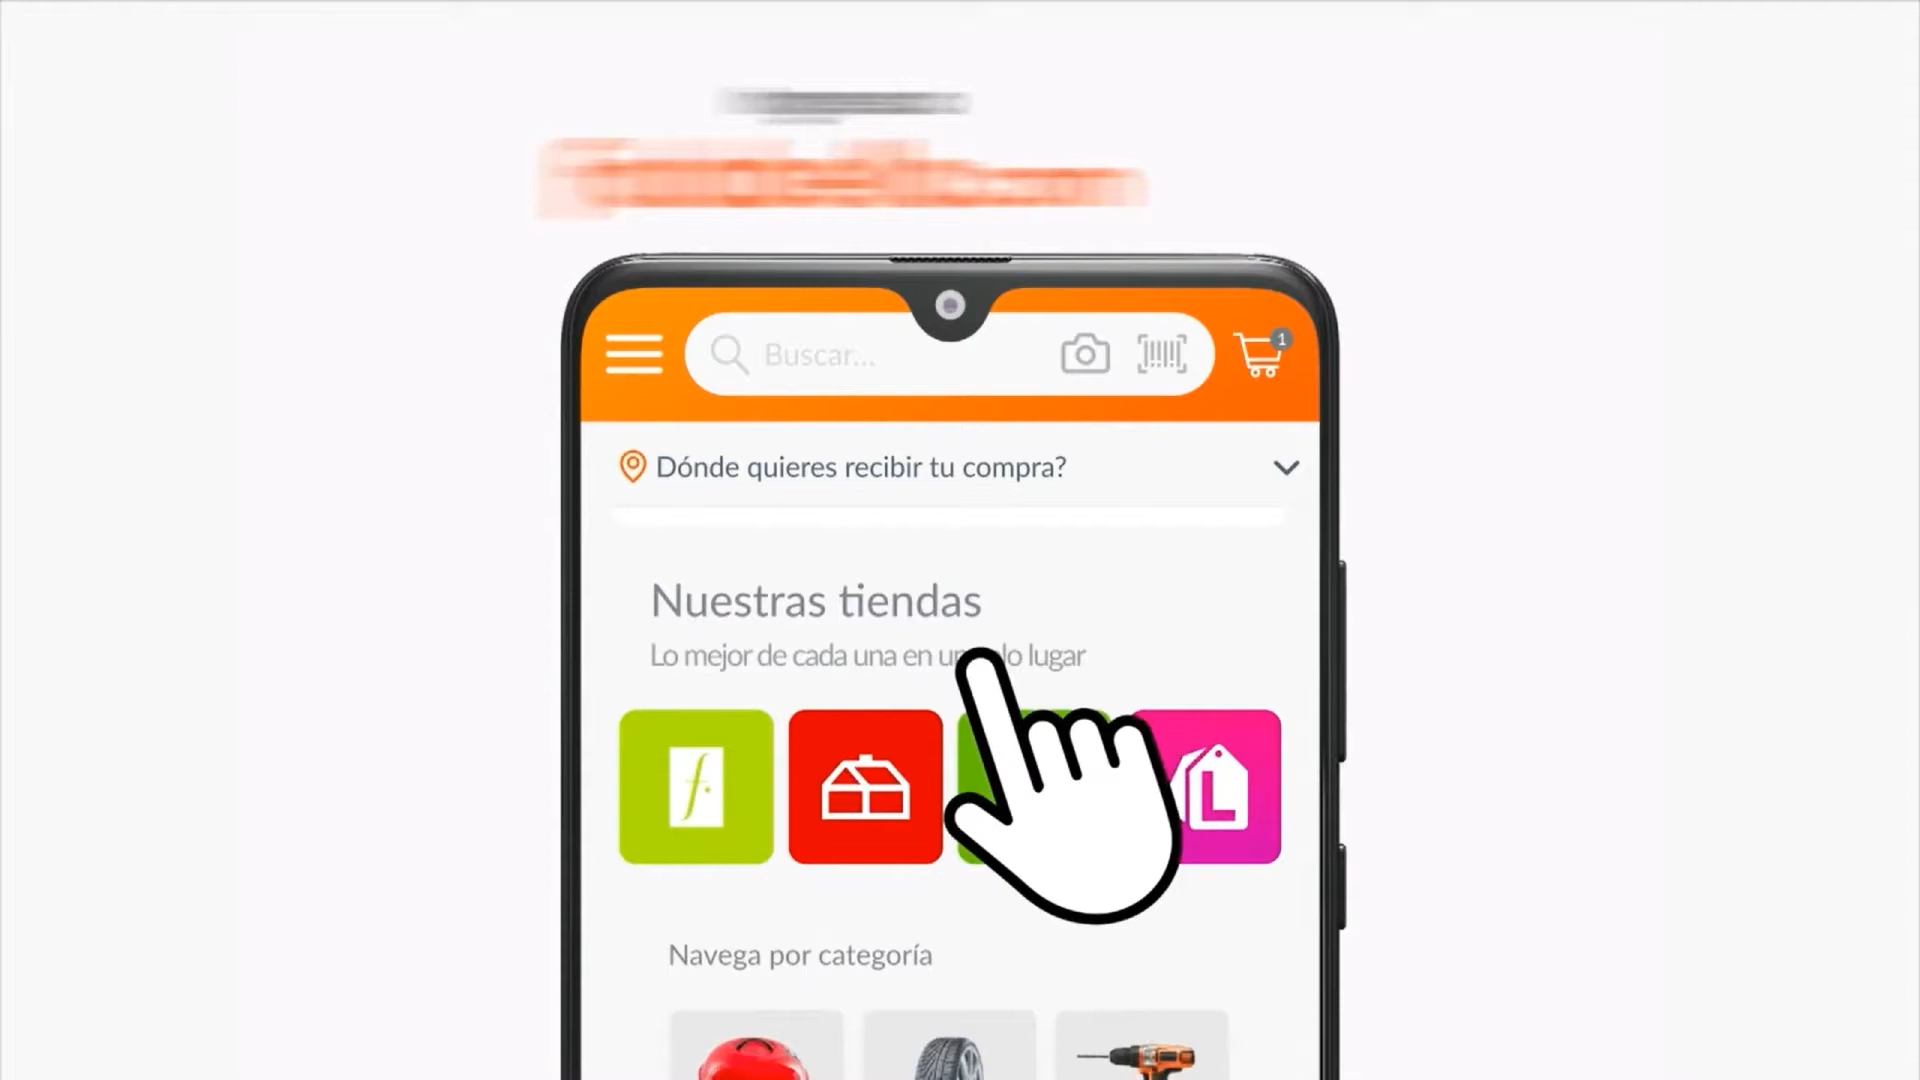 Buscar...
1
Dónde quieres recibir tu compra?
Nuestras tiendas
Lo mejor de cada una en un lo lugar
f.
L
Navega por categoría